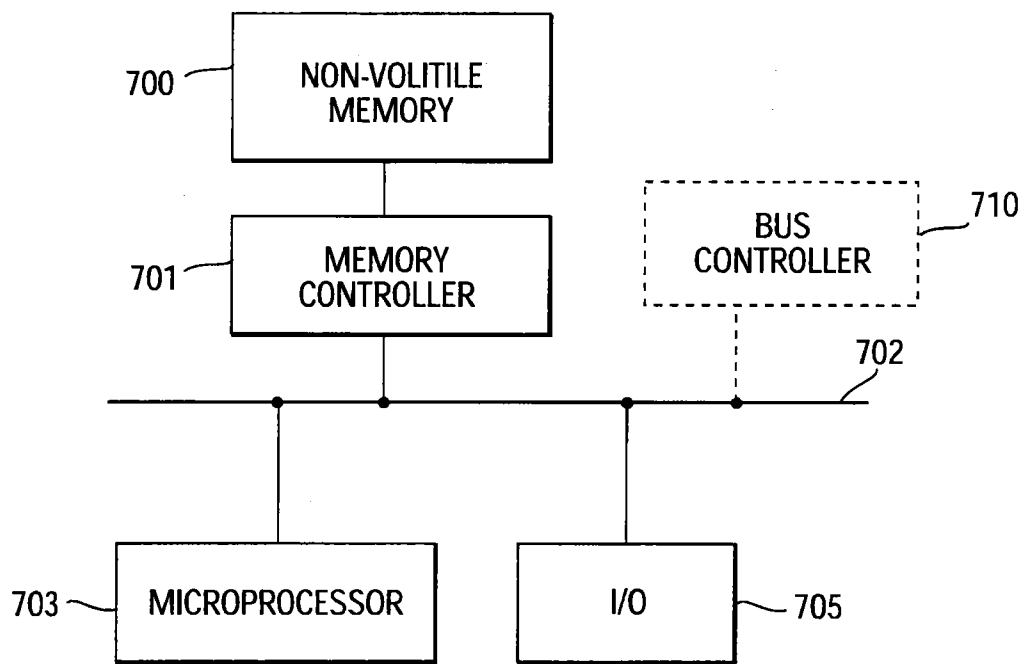 700
NON-VOLITILE
MEMORY
701
MEMORY
CONTROLLER
BUS
CONTROLLER
710
702
703
MICROPROCESSOR
I/O
705